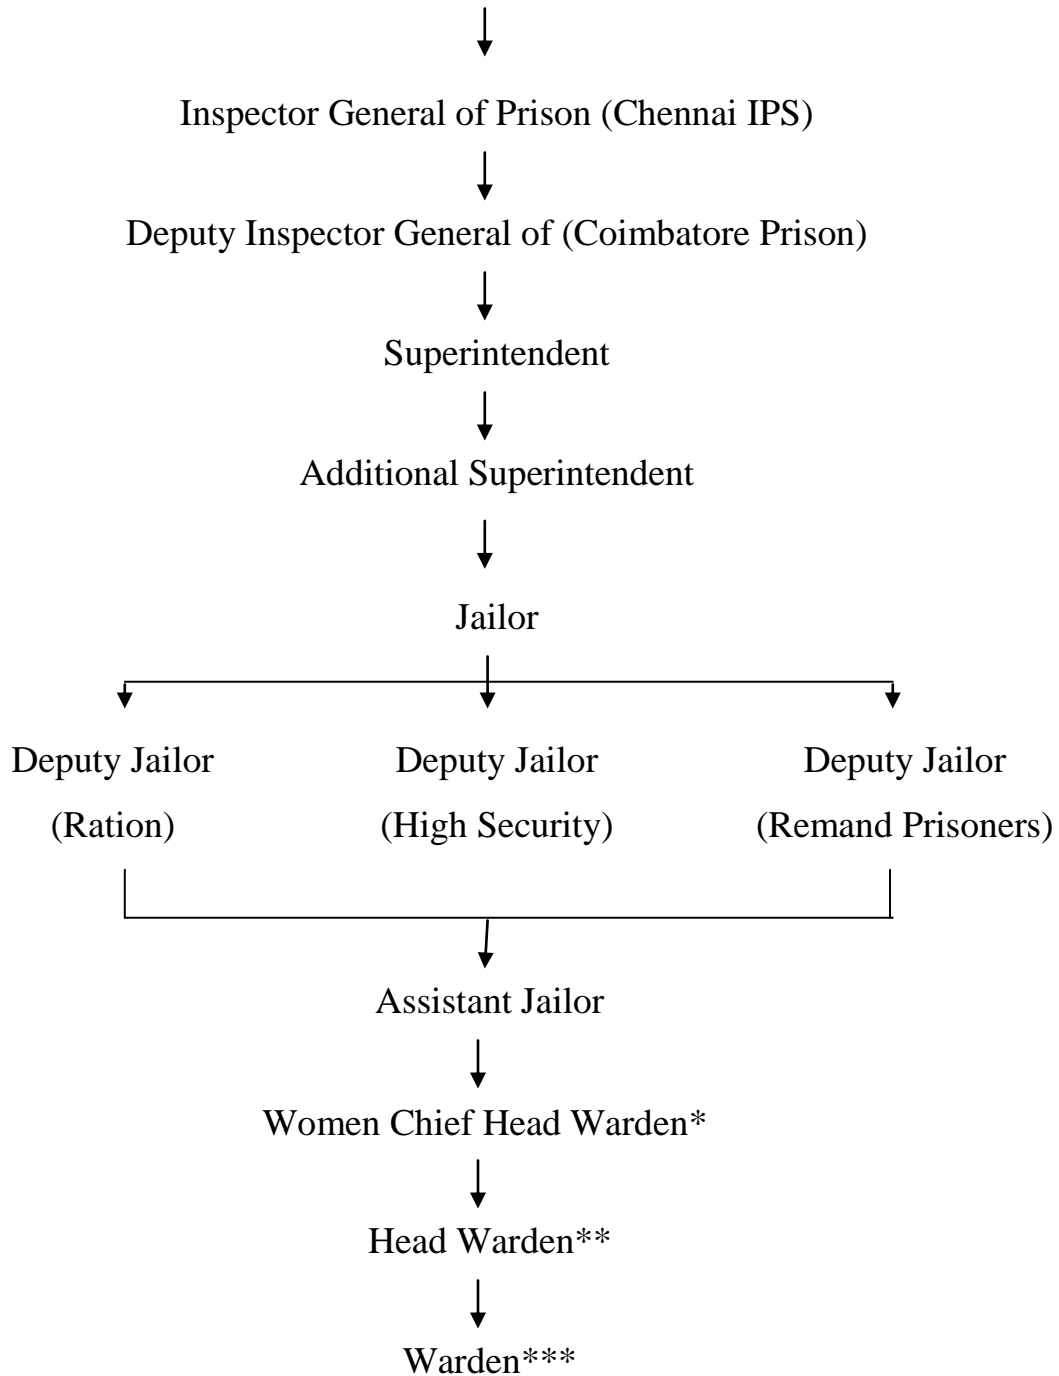 Inspector General of Prison (Chennai IPS)
Deputy Inspector General of (Coimbatore Prison)
Superintendent
Additional Superintendent
Jailor
Deputy Jailor
(Ration)
Deputy Jailor
(High Security)
Deputy Jailor
(Remand Prisoners)
Assistant Jailor
Women Chief Head Warden*
Head Warden**
Warden***